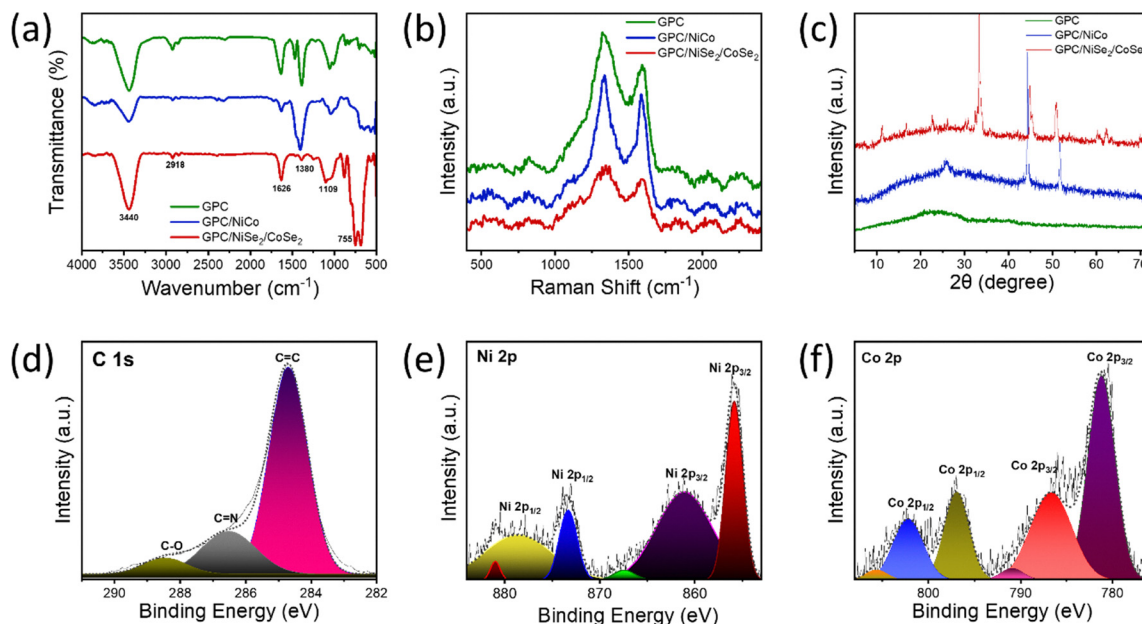 (a)
Transmittance (%)
3440
2918
1626
1380
1109
755
GPC
GPC/NiCo
GPC/NiSe₂/CoSe₂
4000 3500 3000 2500 2000 1500 1000 500
Wavenumber (cm⁻¹)
(b)
Intensity (a.u.)
GPC
GPC/NiCo
GPC/NiSe₂/CoSe₂
500 1000 1500 2000
Raman Shift (cm⁻¹)
(c)
Intensity (a.u.)
GPC
GPC/NiCo
GPC/NiSe₂/CoSe₂
10 20 30 40 50 60 70
2θ (degree)
(d)
C 1s
C=C
C=N
C-O
Intensity (a.u.)
290 288 286 284 282
Binding Energy (eV)
(e)
Ni 2p
Ni 2p3/2
Ni 2p1/2
Ni 2p3/2
Ni 2p1/2
Intensity (a.u.)
880 870 860
Binding Energy (eV)
(f)
Co 2p
Co 2p3/2
Co 2p1/2
Co 2p3/2
Co 2p1/2
Intensity (a.u.)
800 790 780
Binding Energy (eV)